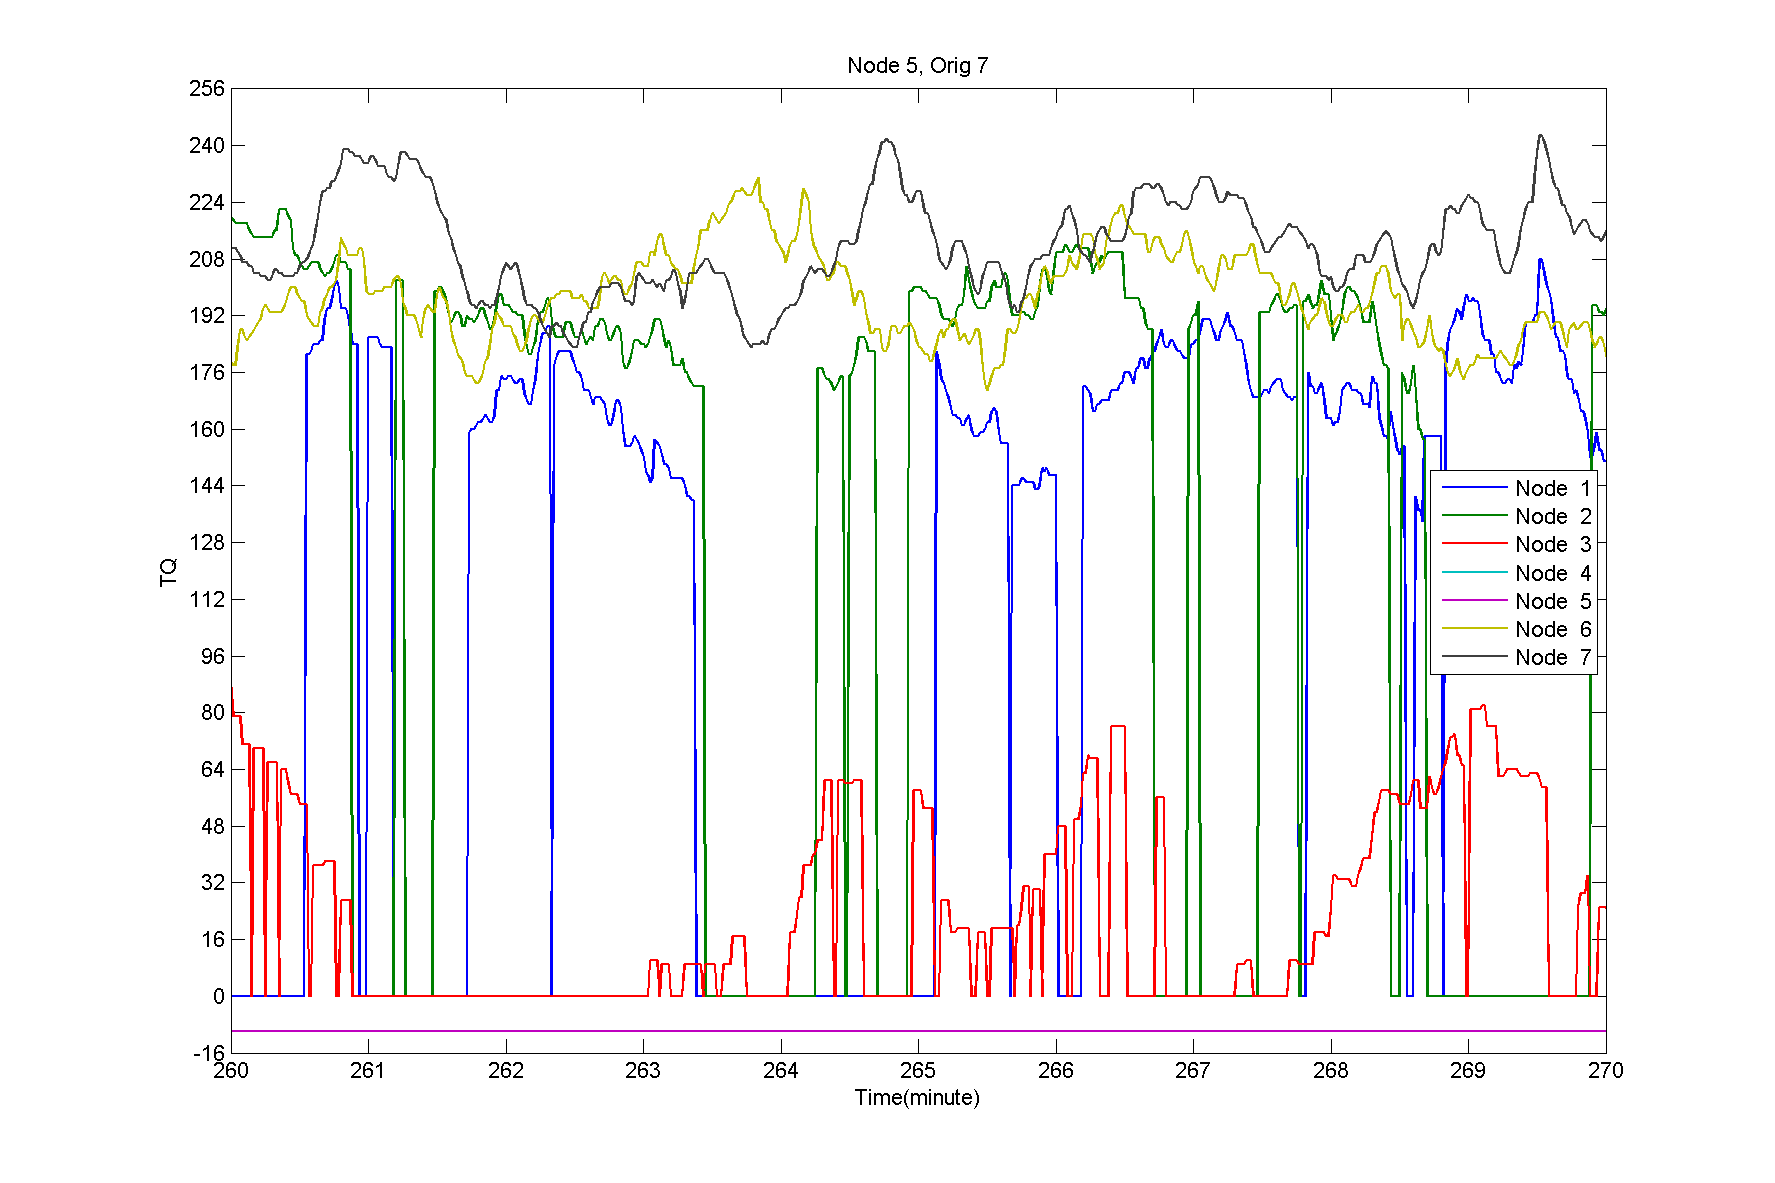 Node 5, Orig 7
256
240
224
208
192
176
160
144
128
112
96
80
64
48
32
16
0
-16
TQ
Node 1
Node 2
Node 3
Node 4
Node 5
Node 6
Node 7
260 261 262 263 264 265 266 267 268 269 270
Time(minute)